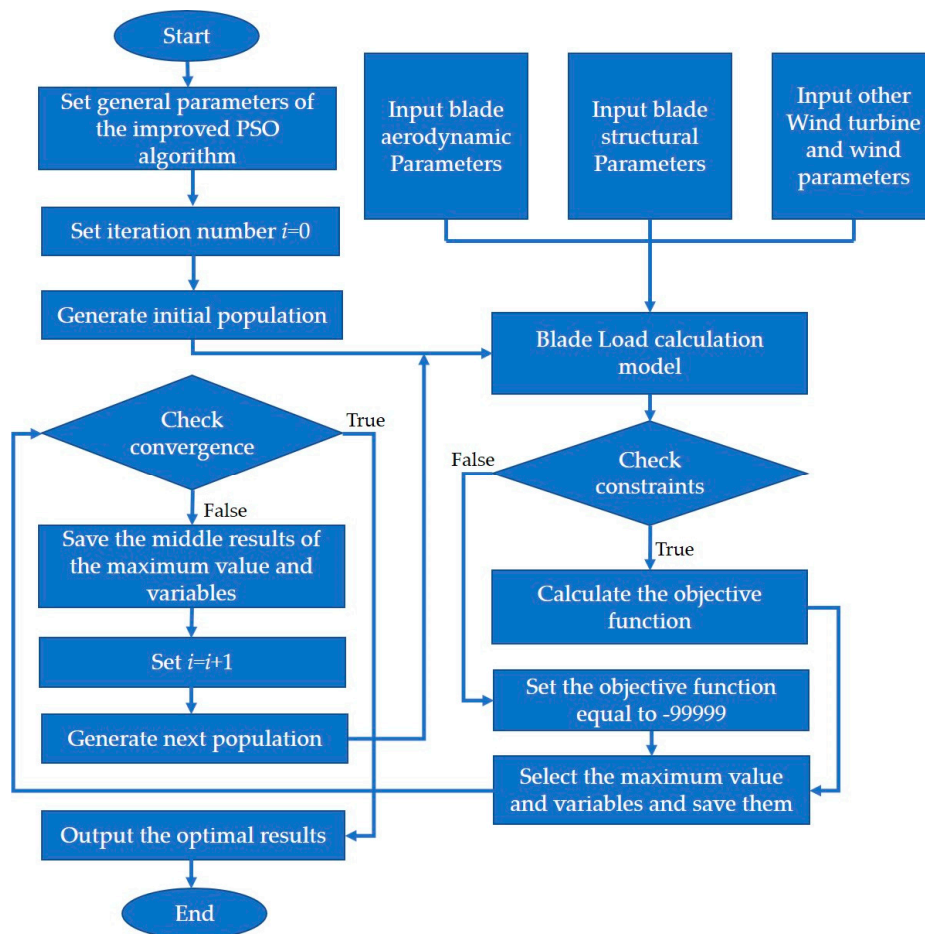 Start
Set general parameters of
the improved PSO
algorithm
Set iteration number i=0
Generate initial population
Input blade
aerodynamic
Parameters
Input blade
structural
Parameters
Input other
Wind turbine
and wind
parameters
Blade Load calculation
model
Check
convergence
True
False
Save the middle results of
the maximum value and
variables
Set i=i+1
Generate next population
Output the optimal results
End
Check
constraints
False
True
Calculate the objective
function
Set the objective function
equal to -99999
Select the maximum value
and variables and save them